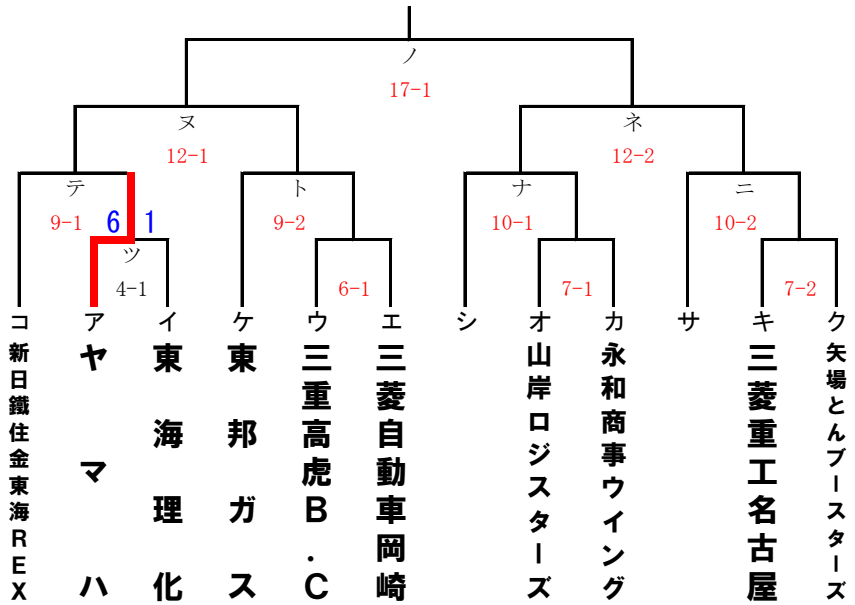 ノ
17-1
ヌ
ネ
12-1
12-2
テ
ト
ナ
ニ
9-1
6
1
9-2
10-1
10-2
ツ
4-1
6-1
7-1
7-2
コ
ア
イ
ケ
ウ
エ
シ
オ
カ
サ
キ
ク
新日鐵住金東海REX
ヤマハ
東海理化
東邦ガス
三重高虎B.C
三菱自動車岡崎
山岸ロジスターズ
永和商事ウイング
三菱重工名古屋
矢場とんブースターズ